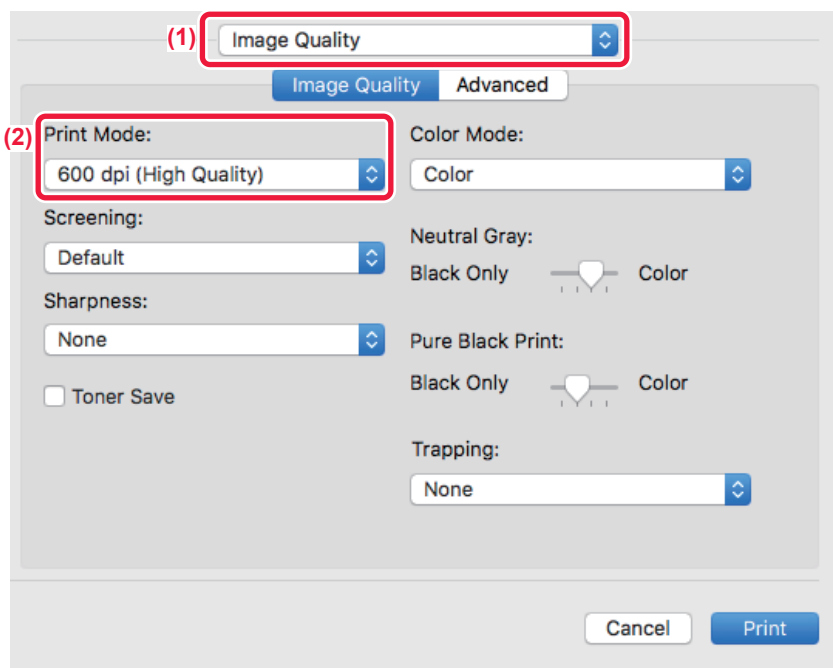 (1) Image Quality
Image Quality Advanced
(2) Print Mode:
600 dpi (High Quality)
Screening:
Default
Sharpness:
None
Toner Save
Color Mode:
Color
Neutral Gray:
Black Only Color
Pure Black Print:
Black Only Color
Trapping:
None
Cancel Print